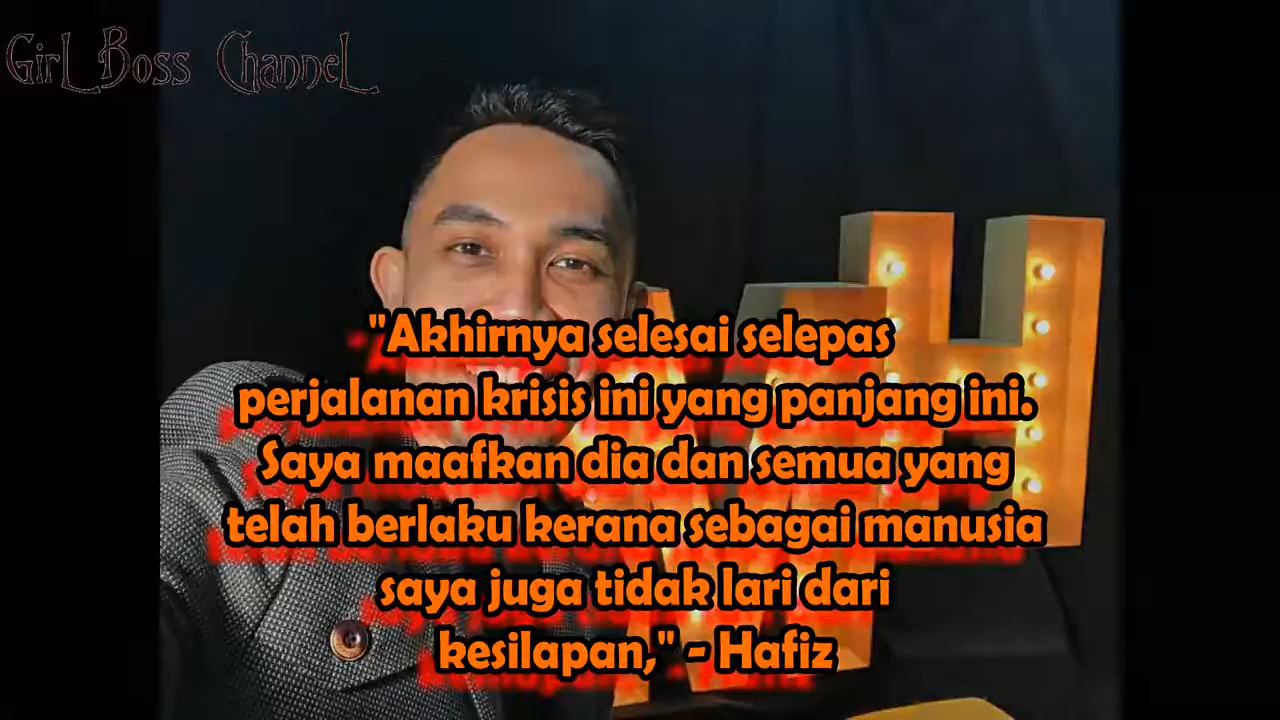 GirL Boss ChanneL
"Akhirnya selesai selepas
perjalanan krisis ini yang panjang ini.
Saya maafkan dia dan semua yang
telah berlaku kerana sebagai manusia
saya juga tidak lari dari
kesilapan," - Hafiz
H